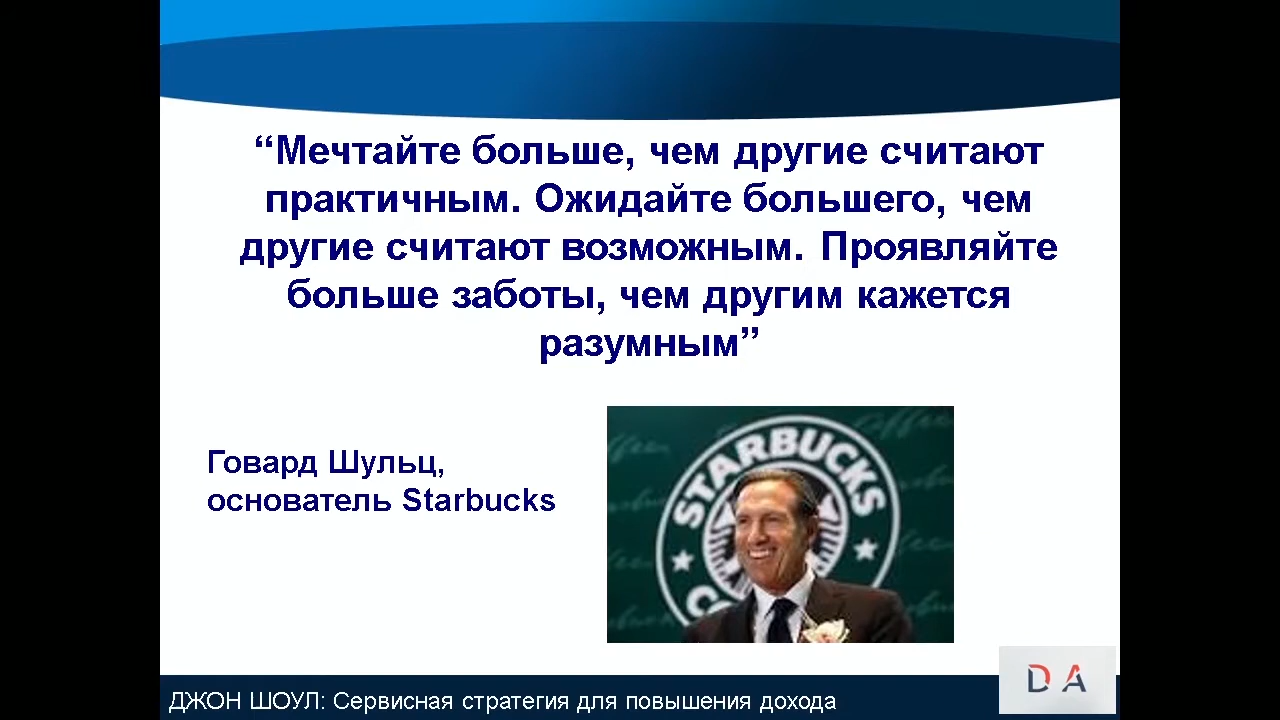 “Мечтайте больше, чем другие считают
практичным. Ожидайте большего, чем
другие считают возможным. Проявляйте
больше заботы, чем другим кажется
разумным”
Говард Шульц,
основатель Starbucks
STARBUCKS
CO
ДЖОН ШОУЛ: Сервисная стратегия для повышения дохода
D A